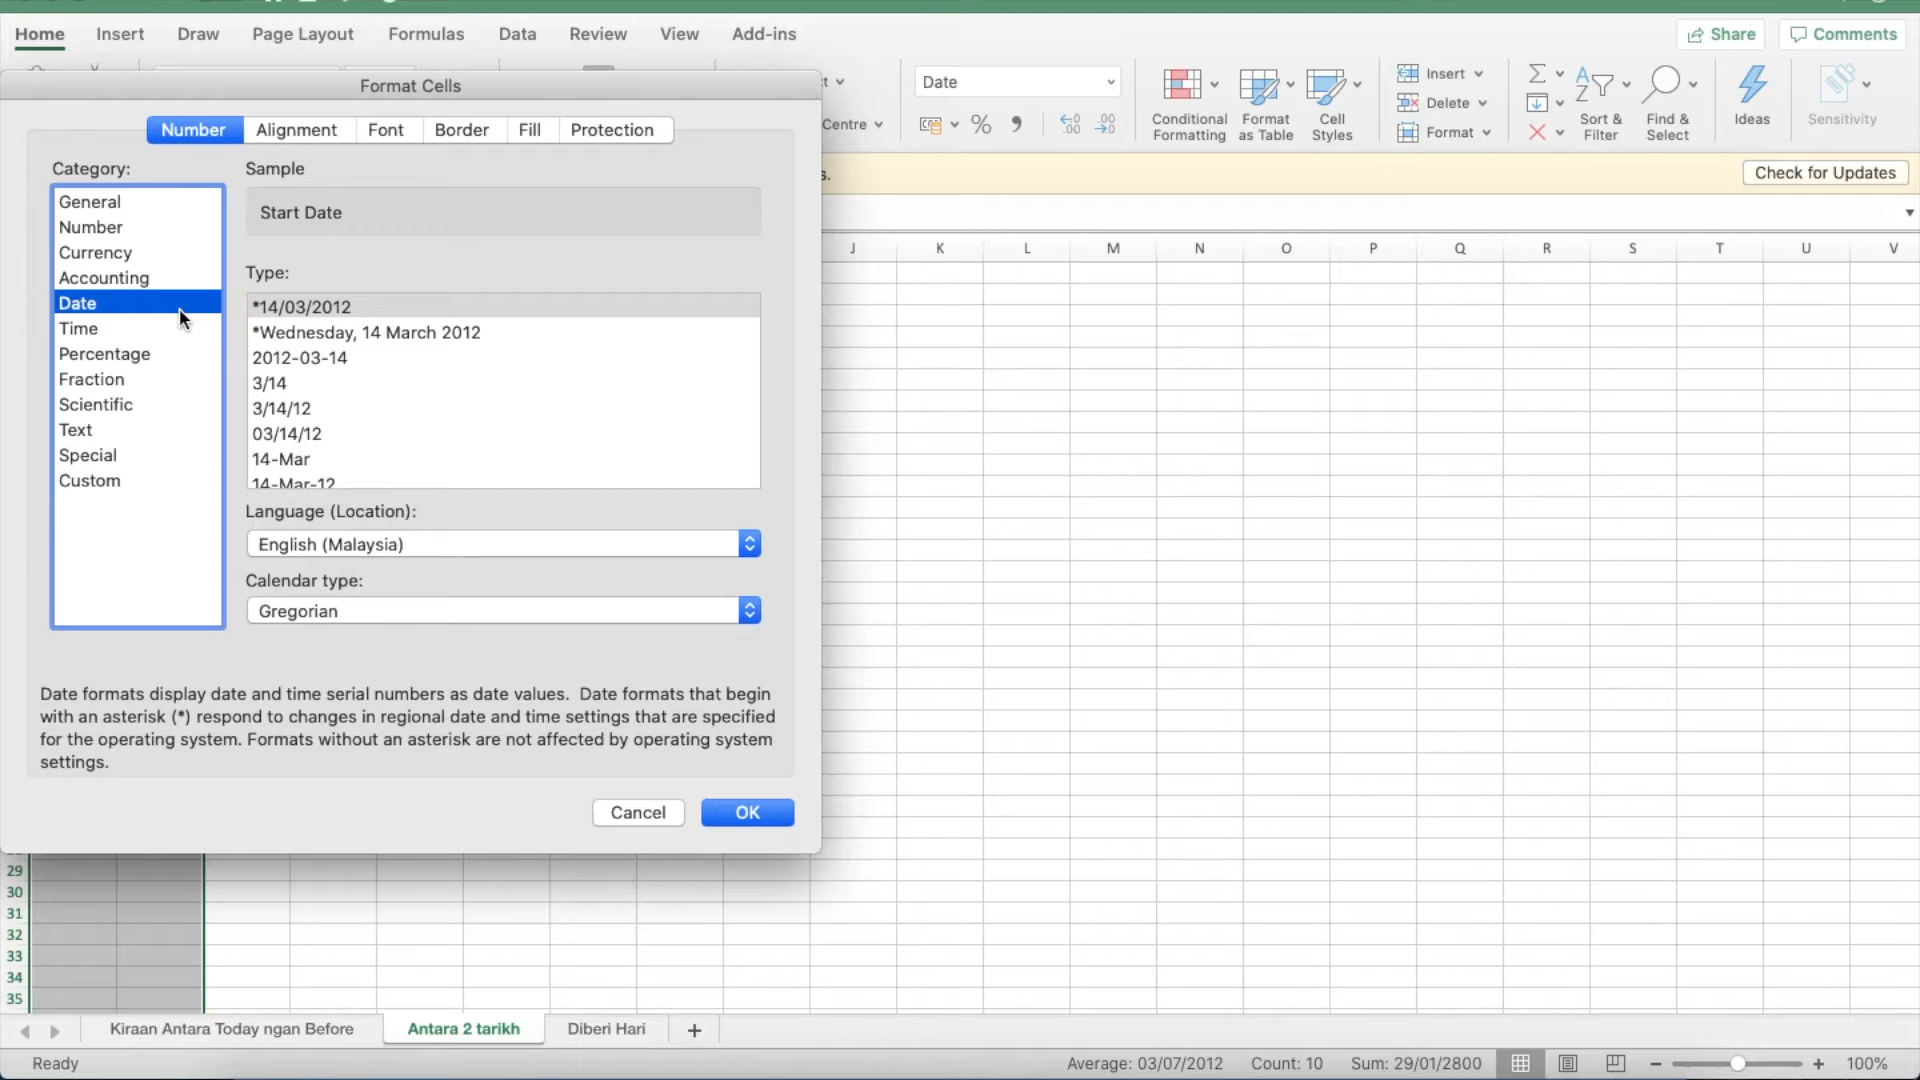 Home Insert Draw Page Layout Formulas Data Review View Add-ins Share Comments
Format Cells
Date
Insert
Delete
Format
Centre
Conditional Formatting
Format as Table
Cell Styles
Sort & Filter
Find & Select
Ideas
Sensitivity
Number Alignment Font Border Fill Protection
Check for Updates
Category:
General
Number
Currency
Accounting
Date
Time
Percentage
Fraction
Scientific
Text
Special
Custom
Sample
Start Date
Type:
*14/03/2012
*Wednesday, 14 March 2012
2012-03-14
3/14
3/14/12
03/14/12
14-Mar
14-Mar-12
Language (Location):
English (Malaysia)
Calendar type:
Gregorian
Date formats display date and time serial numbers as date values. Date formats that begin
with an asterisk (*) respond to changes in regional date and time settings that are specified
for the operating system. Formats without an asterisk are not affected by operating system
settings.
Cancel OK
J K L M N O P Q R S T U V
29
30
31
32
33
34
35
Kiraan Antara Today ngan Before Antara 2 tarikh Diberi Hari +
Ready Average: 03/07/2012 Count: 10 Sum: 29/01/2800 − + 100%